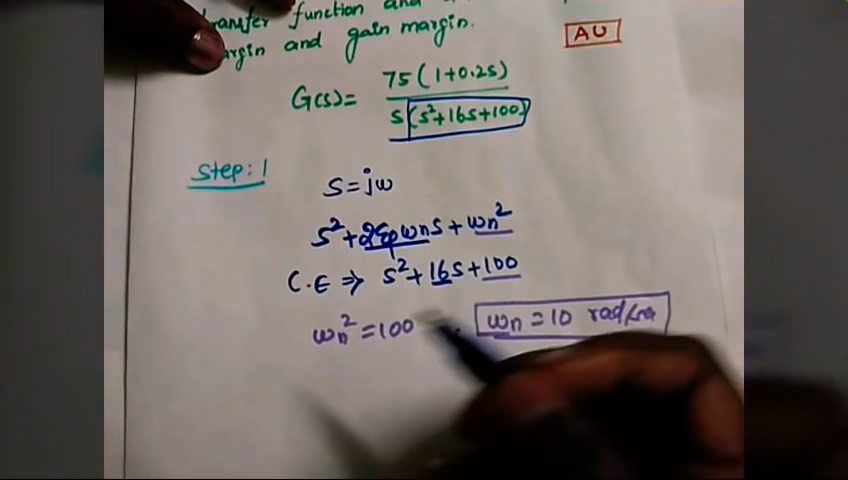 transfer function and
margin and gain margin.
AU
G(s)= 75(1+0.2s)
s(s²+16s+100)
Step:1
s=jω
s²+2ξωns+ωn²
C.E ⇒ s²+16s+100
ωn²=100 ωn=10 rad/sec